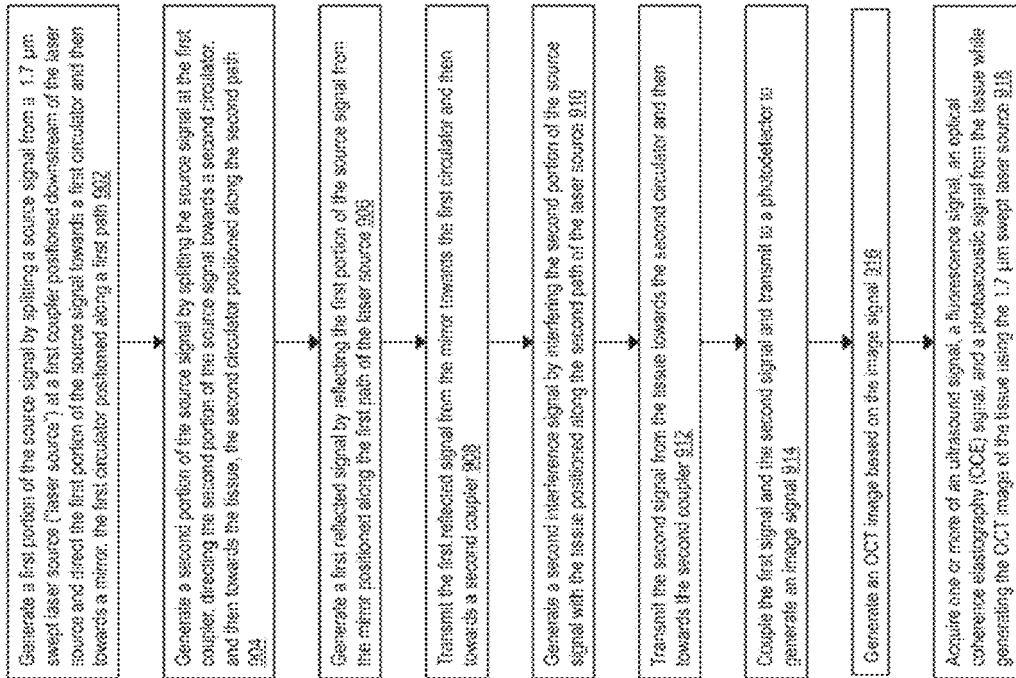 Generate a first portion of the source signal by splitting a source signal from a 1.7 μm
swept laser source ("laser source") at a first coupler positioned downstream of the laser
source and direct the first portion of the source signal towards a first circulator and then
towards a mirror, the first circulator positioned along a first path 902
Generate a second portion of the source signal by splitting the source signal at the first
coupler, directing the second portion of the source signal towards a second circulator,
and then towards the tissue, the second circulator positioned along the second path
904
Generate a first reflected signal by reflecting the first portion of the source signal from
the mirror positioned along the first path of the laser source 906
Transmit the first reflected signal from the mirror towards the first circulator and then
towards a second coupler 908
Generate a second interference signal by interfering the second portion of the source
signal with the tissue positioned along the second path of the laser source 910
Transmit the second signal from the tissue towards the second circulator and then
towards the second coupler 912
Couple the first signal and the second signal and transmit to a photodetector to
generate an image signal 914
Generate an OCT image based on the image signal 916
Acquire one or more of an ultrasound signal, a fluorescence signal, an optical
coherence elastography (OCE) signal, and a photoacoustic signal from the tissue while
generating the OCT image of the tissue using the 1.7 μm swept laser source 918